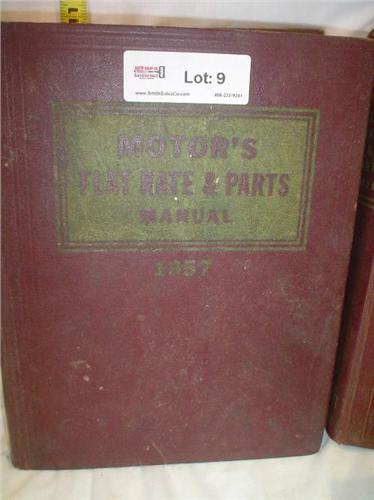 Lot: 9
www.SmithSalesCo.com
MOTOR'S
FLAT RATE & PARTS
MANUAL
1957